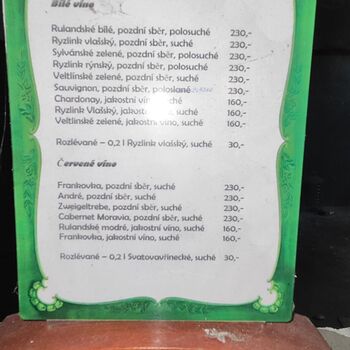 Bílé víno
Rulandské bílé, pozdní sběr, polosuché 230,-
Ryzlink vlašský, pozdní sběr, suché 230,-
Sylvánské zelené, pozdní sběr, polosuché 230,-
Ryzlink rýnský, pozdní sběr, polosuché 230,-
Veltlínské zelené, pozdní sběr, suché 230,-
Sauvignon, pozdní sběr, polosladké 230,-
Chardonay, jakostní víno, suché 160,-
Ryzlink Vlašský, jakostní víno, suché 160,-
Veltlínské zelené, jakostní víno, suché 160,-
Rozlévané – 0,2 l Ryzlink vlašský, suché 30,-
Červené víno
Frankovka, pozdní sběr, suché 230,-
André, pozdní sběr, suché 230,-
Zweigeltrebe, pozdní sběr, suché 230,-
Cabernet Moravia, pozdní sběr, suché 230,-
Rulandské modré, jakostní víno, suché 160,-
Frankovka, jakostní víno, suché 160,-
Rozlévané – 0,2 l Svatovavřinecké, suché 30,-